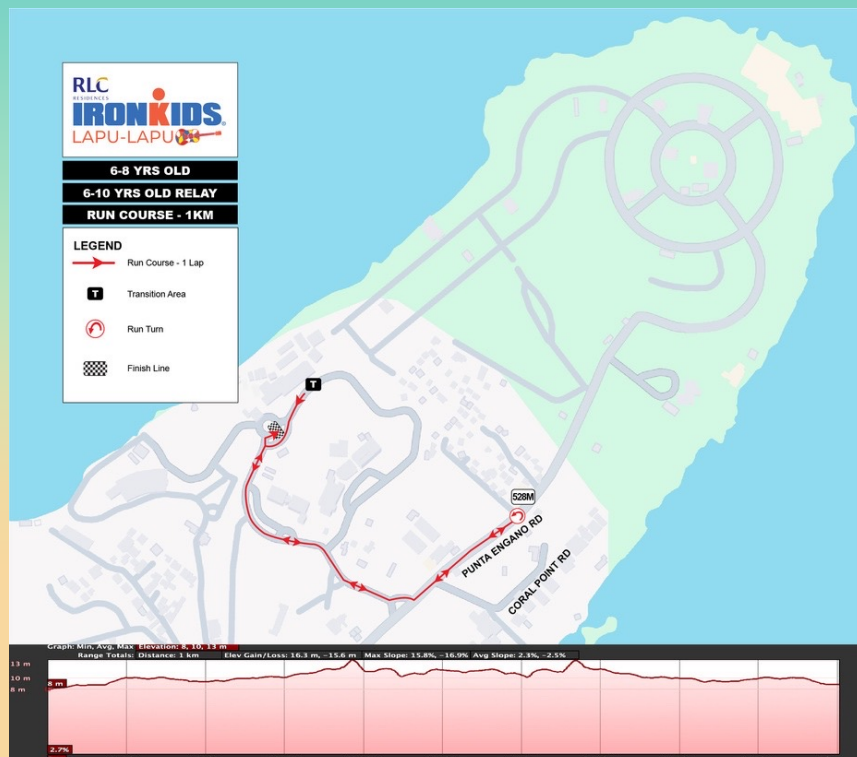 RLC
RESIDENCES
IRONKIDS®
LAPU-LAPU
6-8 YRS OLD
6-10 YRS OLD RELAY
RUN COURSE - 1KM
LEGEND
Run Course - 1 Lap
T Transition Area
Run Turn
Finish Line
T
528M
PUNTA ENGANO RD
CORAL POINT RD
Graph: Min, Avg, Max Elevation: 8, 10, 13 m
Range Totals: Distance: 1 km Elev Gain/Loss: 16.3 m, -15.6 m Max Slope: 15.8%, -16.9% Avg Slope: 2.3%, -2.5%
13 m
10 m
8 m
8 m
2.7%